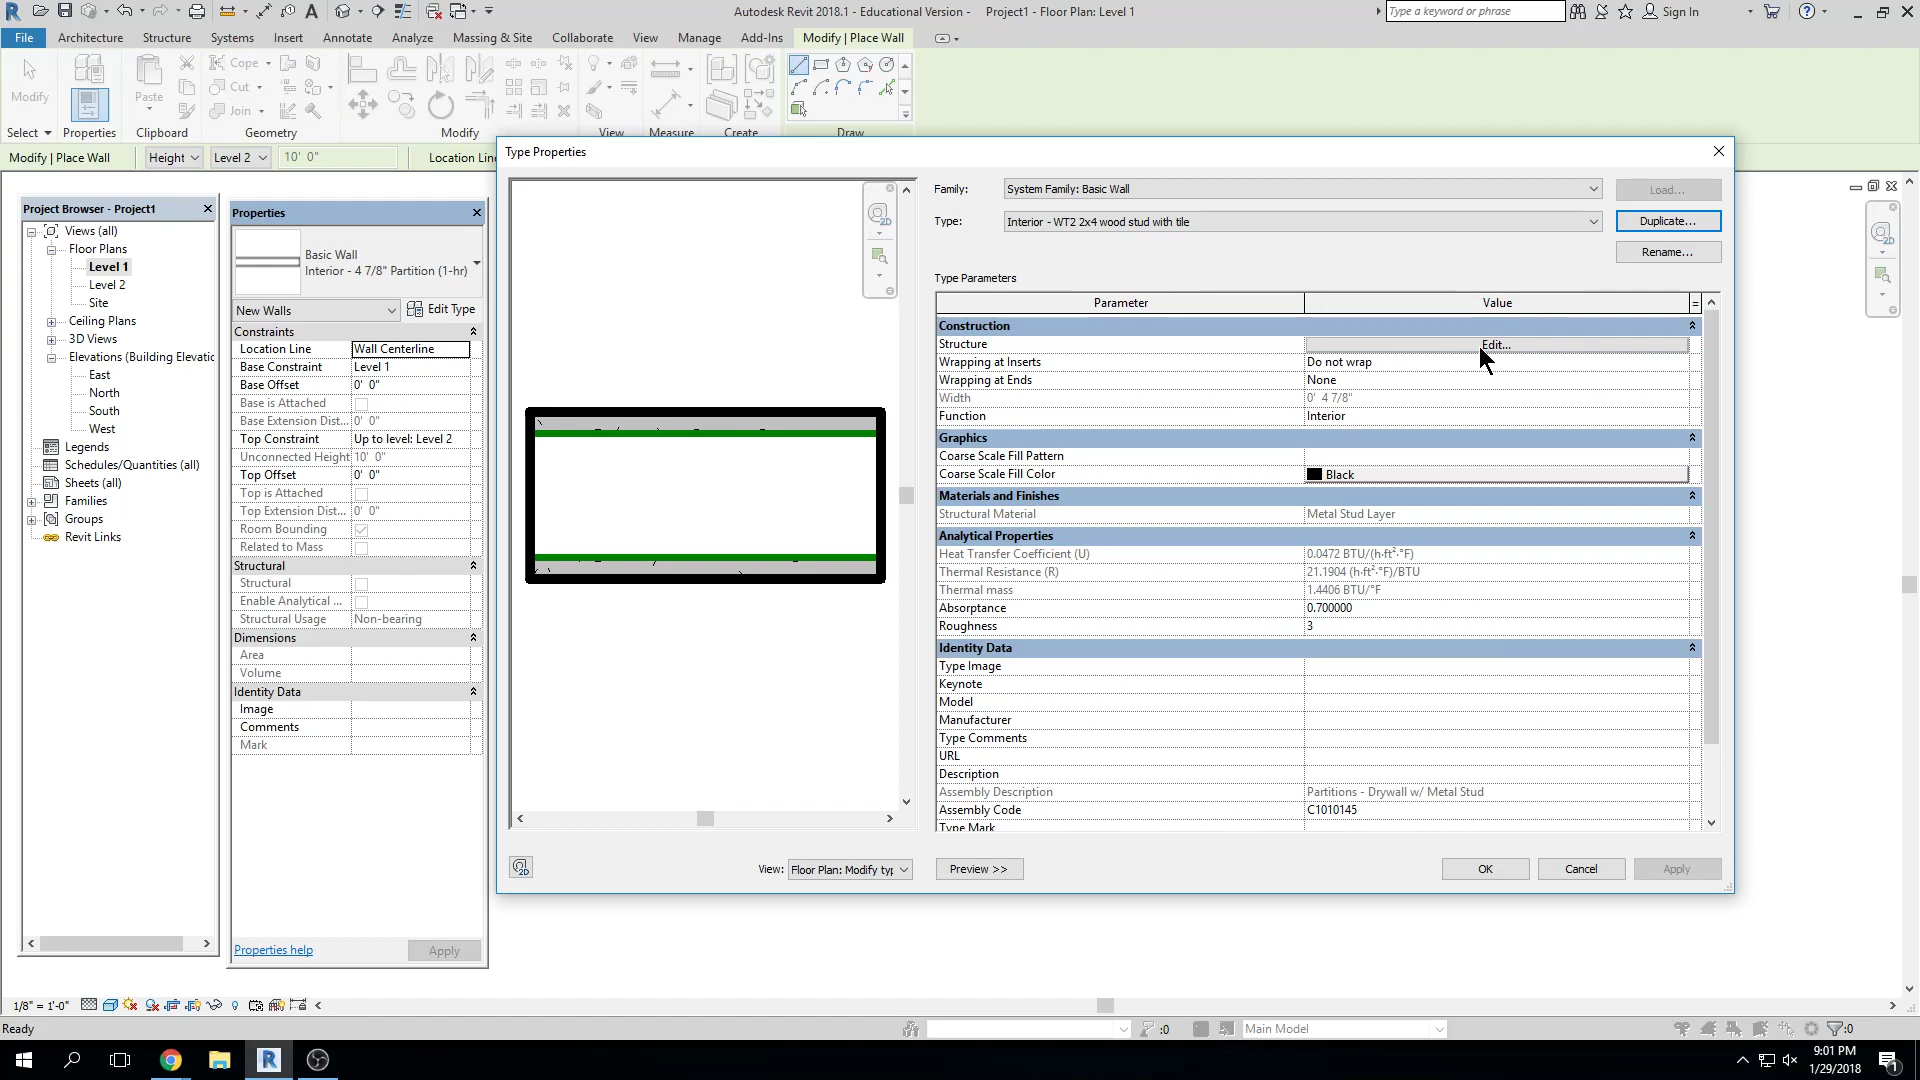 Autodesk Revit 2018.1 - Educational Version - Project1 - Floor Plan: Level 1
Type a keyword or phrase
Sign In
File Architecture Structure Systems Insert Annotate Analyze Massing & Site Collaborate View Manage Add-Ins Modify | Place Wall
Cope
Cut
Join
Modify
Paste
Select Properties Clipboard Geometry Modify View Measure Create Draw
Modify | Place Wall Height Level 2 10' 0" Location Line
Project Browser - Project1
Views (all)
Floor Plans
Level 1
Level 2
Site
Ceiling Plans
3D Views
Elevations (Building Elevatic
East
North
South
West
Legends
Schedules/Quantities (all)
Sheets (all)
Families
Groups
Revit Links
Properties
Basic Wall
Interior - 4 7/8" Partition (1-hr)
New Walls Edit Type
Constraints
Location Line Wall Centerline
Base Constraint Level 1
Base Offset 0' 0"
Base is Attached
Base Extension Dist... 0' 0"
Top Constraint Up to level: Level 2
Unconnected Height 10' 0"
Top Offset 0' 0"
Top is Attached
Top Extension Dist... 0' 0"
Room Bounding
Related to Mass
Structural
Structural
Enable Analytical ...
Structural Usage Non-bearing
Dimensions
Area
Volume
Identity Data
Image
Comments
Mark
Properties help Apply
Type Properties
Family: System Family: Basic Wall Load...
Type: Interior - WT2 2x4 wood stud with tile Duplicate...
Rename...
Type Parameters
Parameter Value =
Construction
Structure Edit...
Wrapping at Inserts Do not wrap
Wrapping at Ends None
Width 0' 4 7/8"
Function Interior
Graphics
Coarse Scale Fill Pattern
Coarse Scale Fill Color Black
Materials and Finishes
Structural Material Metal Stud Layer
Analytical Properties
Heat Transfer Coefficient (U) 0.0472 BTU/(h·ft²·°F)
Thermal Resistance (R) 21.1904 (h·ft²·°F)/BTU
Thermal mass 1.4406 BTU/°F
Absorptance 0.700000
Roughness 3
Identity Data
Type Image
Keynote
Model
Manufacturer
Type Comments
URL
Description
Assembly Description Partitions - Drywall w/ Metal Stud
Assembly Code C1010145
Type Mark
View: Floor Plan: Modify typ Preview >> OK Cancel Apply
1/8" = 1'-0"
Ready :0 Main Model :0
9:01 PM
1/29/2018